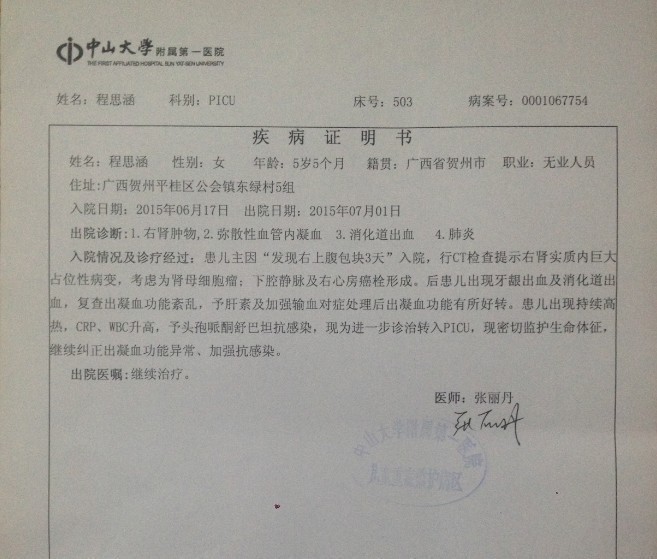 中山大学附属第一医院
THE FIRST AFFILIATED HOSPITAL SUN YAT-SEN UNIVERSITY
姓名：程思涵 科别：PICU 床号：503 病案号：0001067754
疾病证明书
姓名：程思涵 性别：女 年龄：5岁5个月 籍贯：广西省贺州市 职业：无业人员
住址:广西贺州平桂区公会镇东绿村5组
入院日期：2015年06月17日 出院日期：2015年07月01日
出院诊断:1.右肾肿物,2.弥散性血管内凝血 3.消化道出血 4.肺炎
入院情况及诊疗经过：患儿主因“发现右上腹包块3天”入院，行CT检查提示右肾实质内巨大
占位性病变，考虑为肾母细胞瘤；下腔静脉及右心房癌栓形成。后患儿出现牙龈出血及消化道出
血，复查出凝血功能紊乱，予肝素及加强输血对症处理后出凝血功能有所好转。患儿出现持续高
热，CRP、WBC升高，予头孢哌酮舒巴坦抗感染，现为进一步诊治转入PICU，现密切监护生命体征，
继续纠正出凝血功能异常、加强抗感染。
出院医嘱:继续治疗。
医师：张丽丹
张丽丹
中山大学附属第一医院